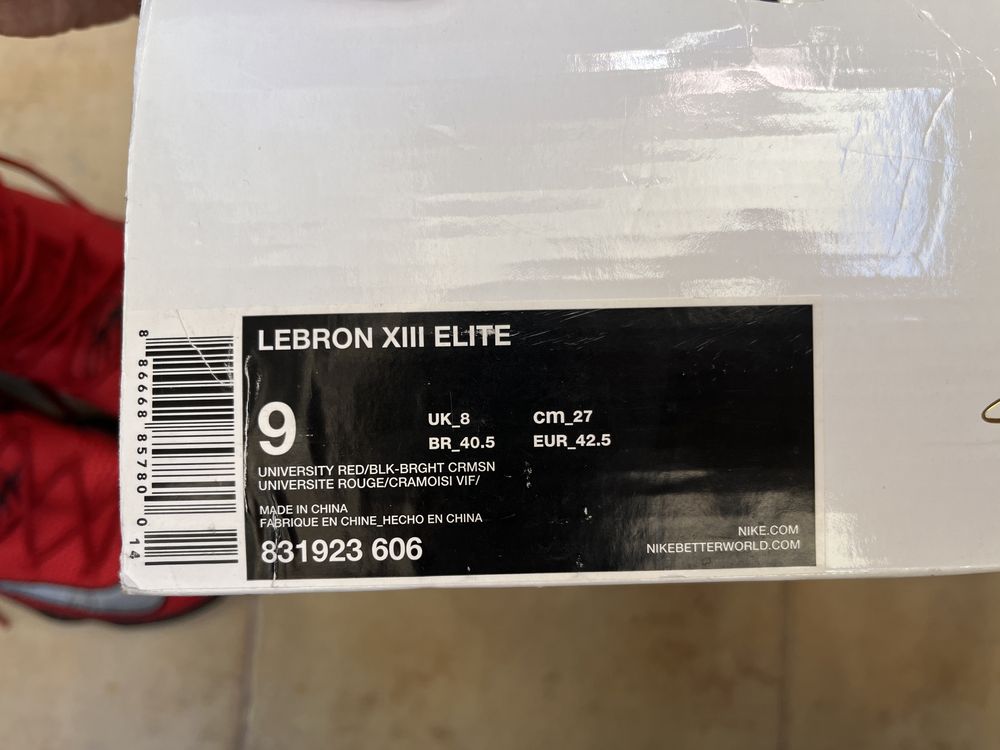 LEBRON XIII ELITE
9
UK_8 cm_27
BR_40.5 EUR_42.5
UNIVERSITY RED/BLK-BRGHT CRMSN
UNIVERSITE ROUGE/CRAMOISI VIF/
MADE IN CHINA
FABRIQUE EN CHINE_HECHO EN CHINA
831923 606
NIKE.COM
NIKEBETTERWORLD.COM
8 86668 85780 0 14